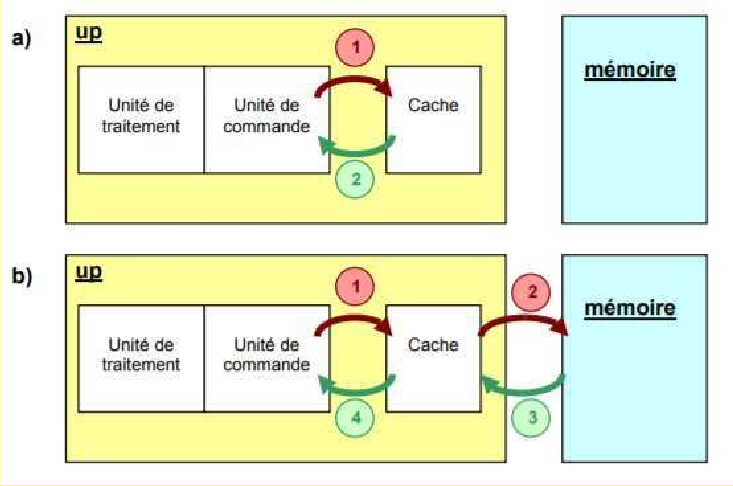 a)
up
1
mémoire
Unité de
traitement
Unité de
commande
Cache
2
b)
up
1
2
mémoire
Unité de
traitement
Unité de
commande
Cache
4
3